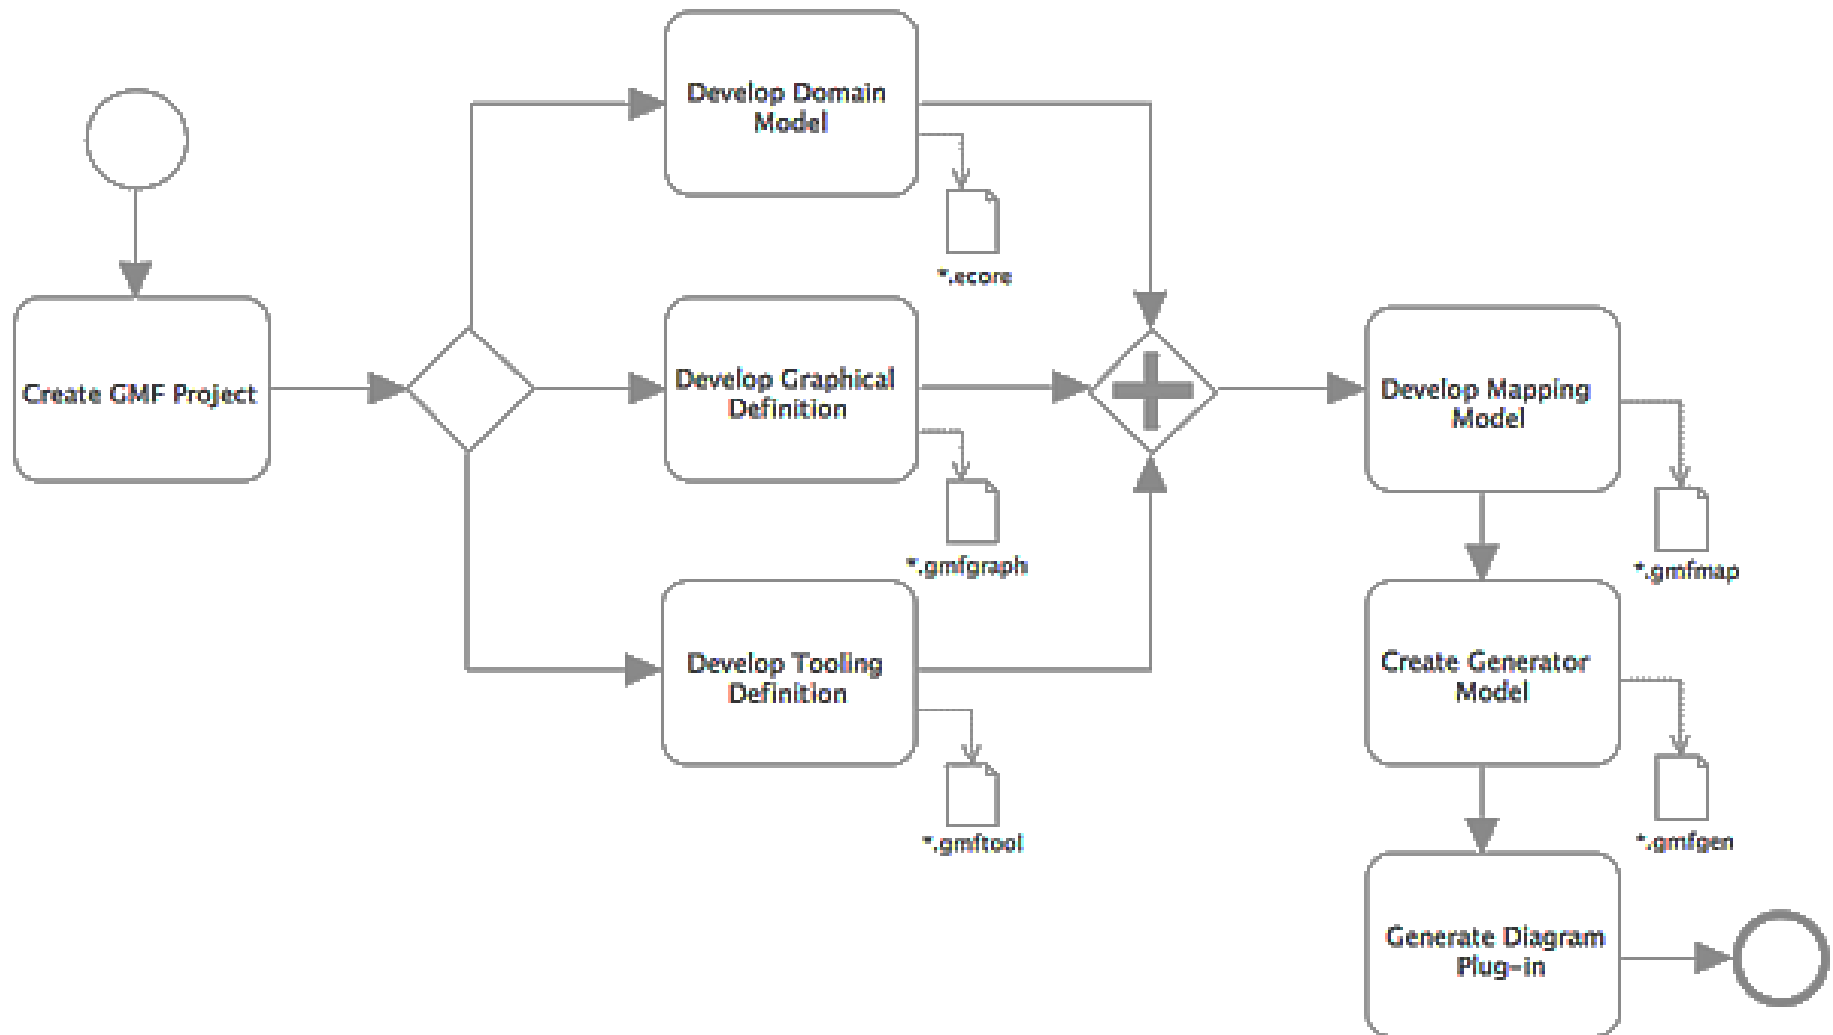 Develop Domain
Model
*.ecore
Create GMF Project
Develop Graphical
Definition
*.gmfgraph
Develop Tooling
Definition
*.gmftool
Develop Mapping
Model
*.gmfmap
Create Generator
Model
*.gmfgen
Generate Diagram
Plug-in